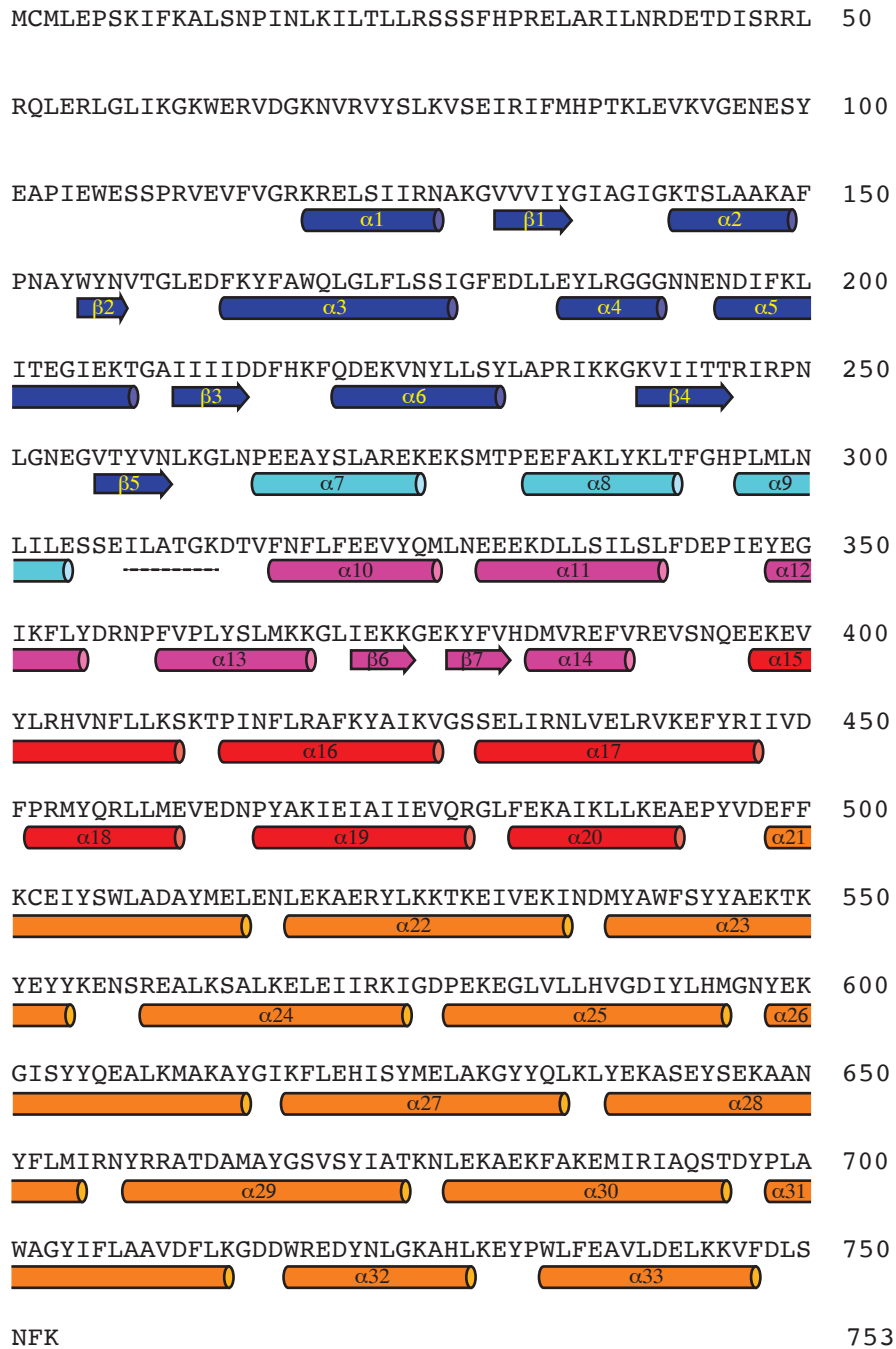 MCMLEPSKIFKALSNPINLKILTLLRSSSFHPRELARILNRDETDISRRL 50
RQLERLGLIKGKWERVDGKNVRVYSLKVSEIRIFMHPTKLEVKVGENESY 100
EAPIEWESSPRVEVFVGRKRELSIIRNAKGVVVIYGIAGIGKTSLAAKAF 150
α1 β1 α2
PNAYWYNVTGLEDFKYFAWQLGLFLSSIGFEDLLEYLRGGGNNENDIFKL 200
β2 α3 α4 α5
ITEGIEKTGAIIIIDDFHKFQDEKVNYLLSYLAPRIKKGKVIITTRIRPN 250
β3 α6 β4
LGNEGVTYVNLKGLNPEEAYSLAREKEKSMTPEEFAKLYKLTFGHPLMLN 300
β5 α7 α8 α9
LILESSEILATGKDTVFNFLFEEVYQMLNEEEKDLLSILSLFDEPIEYEG 350
α10 α11 α12
IKFLYDRNPFVPLYSLMKKGLIEKKGEKYFVHDMVREFVREVSNQEEKEV 400
α13 β6 β7 α14 α15
YLRHVNFLLKSKTPINFLRAFKYAIKVGSSELIRNLVELRVKEFYRIIVD 450
α16 α17
FPRMYQRLLMEVEDNPYAKIEIAIIEVQRGLFEKAIKLLKEAEPYVDEFF 500
α18 α19 α20 α21
KCEIYSWLADAYMELENLEKAERYLKKTKEIVEKINDMYAWFSYYAEKTK 550
α22 α23
YEYYKENSREALKSALKELEIIRKIGDPEKEGLVLLHVGDIYLHMGNYEK 600
α24 α25 α26
GISYYQEALKMAKAYGIKFLEHISYMELAKGYYQLKLYEKASEYSEKAAN 650
α27 α28
YFLMIRNYRRATDAMAYGSVSYIATKNLEKAEKFAKEMIRIAQSTDYPLA 700
α29 α30 α31
WAGYIFLAAVDFLKGDDWREDYNLGKAHLKEYPWLFEAVLDELKKVFDLS 750
α32 α33
NFK 753